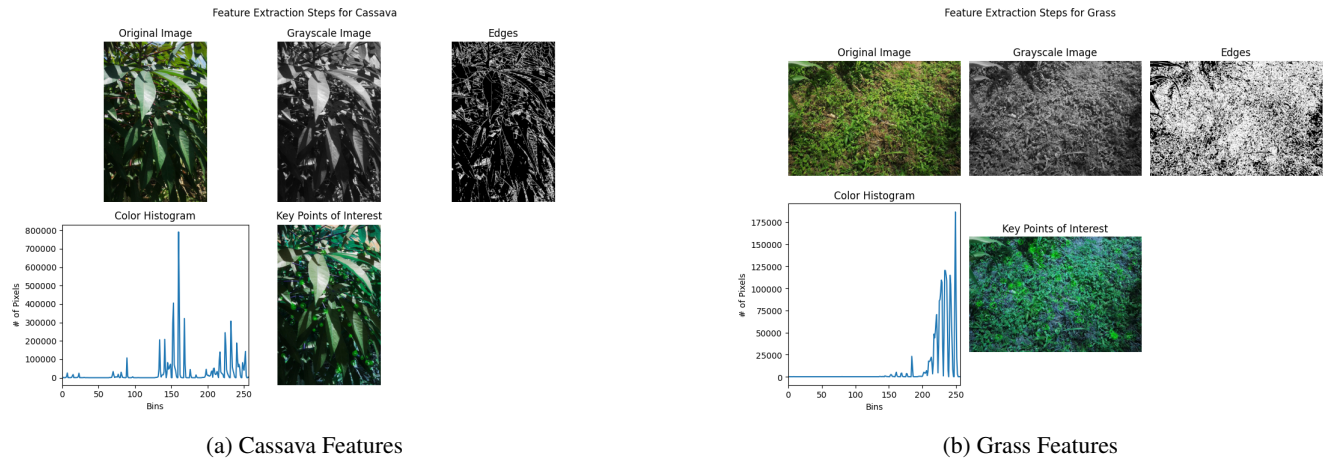 Feature Extraction Steps for Cassava
Original Image
Grayscale Image
Edges
Color Histogram
Key Points of Interest
800000
700000
600000
500000
400000
300000
200000
100000
0
# of Pixels
0 50 100 150 200 250
Bins
(a) Cassava Features
Feature Extraction Steps for Grass
Original Image
Grayscale Image
Edges
Color Histogram
Key Points of Interest
175000
150000
125000
100000
75000
50000
25000
0
# of Pixels
0 50 100 150 200 250
Bins
(b) Grass Features